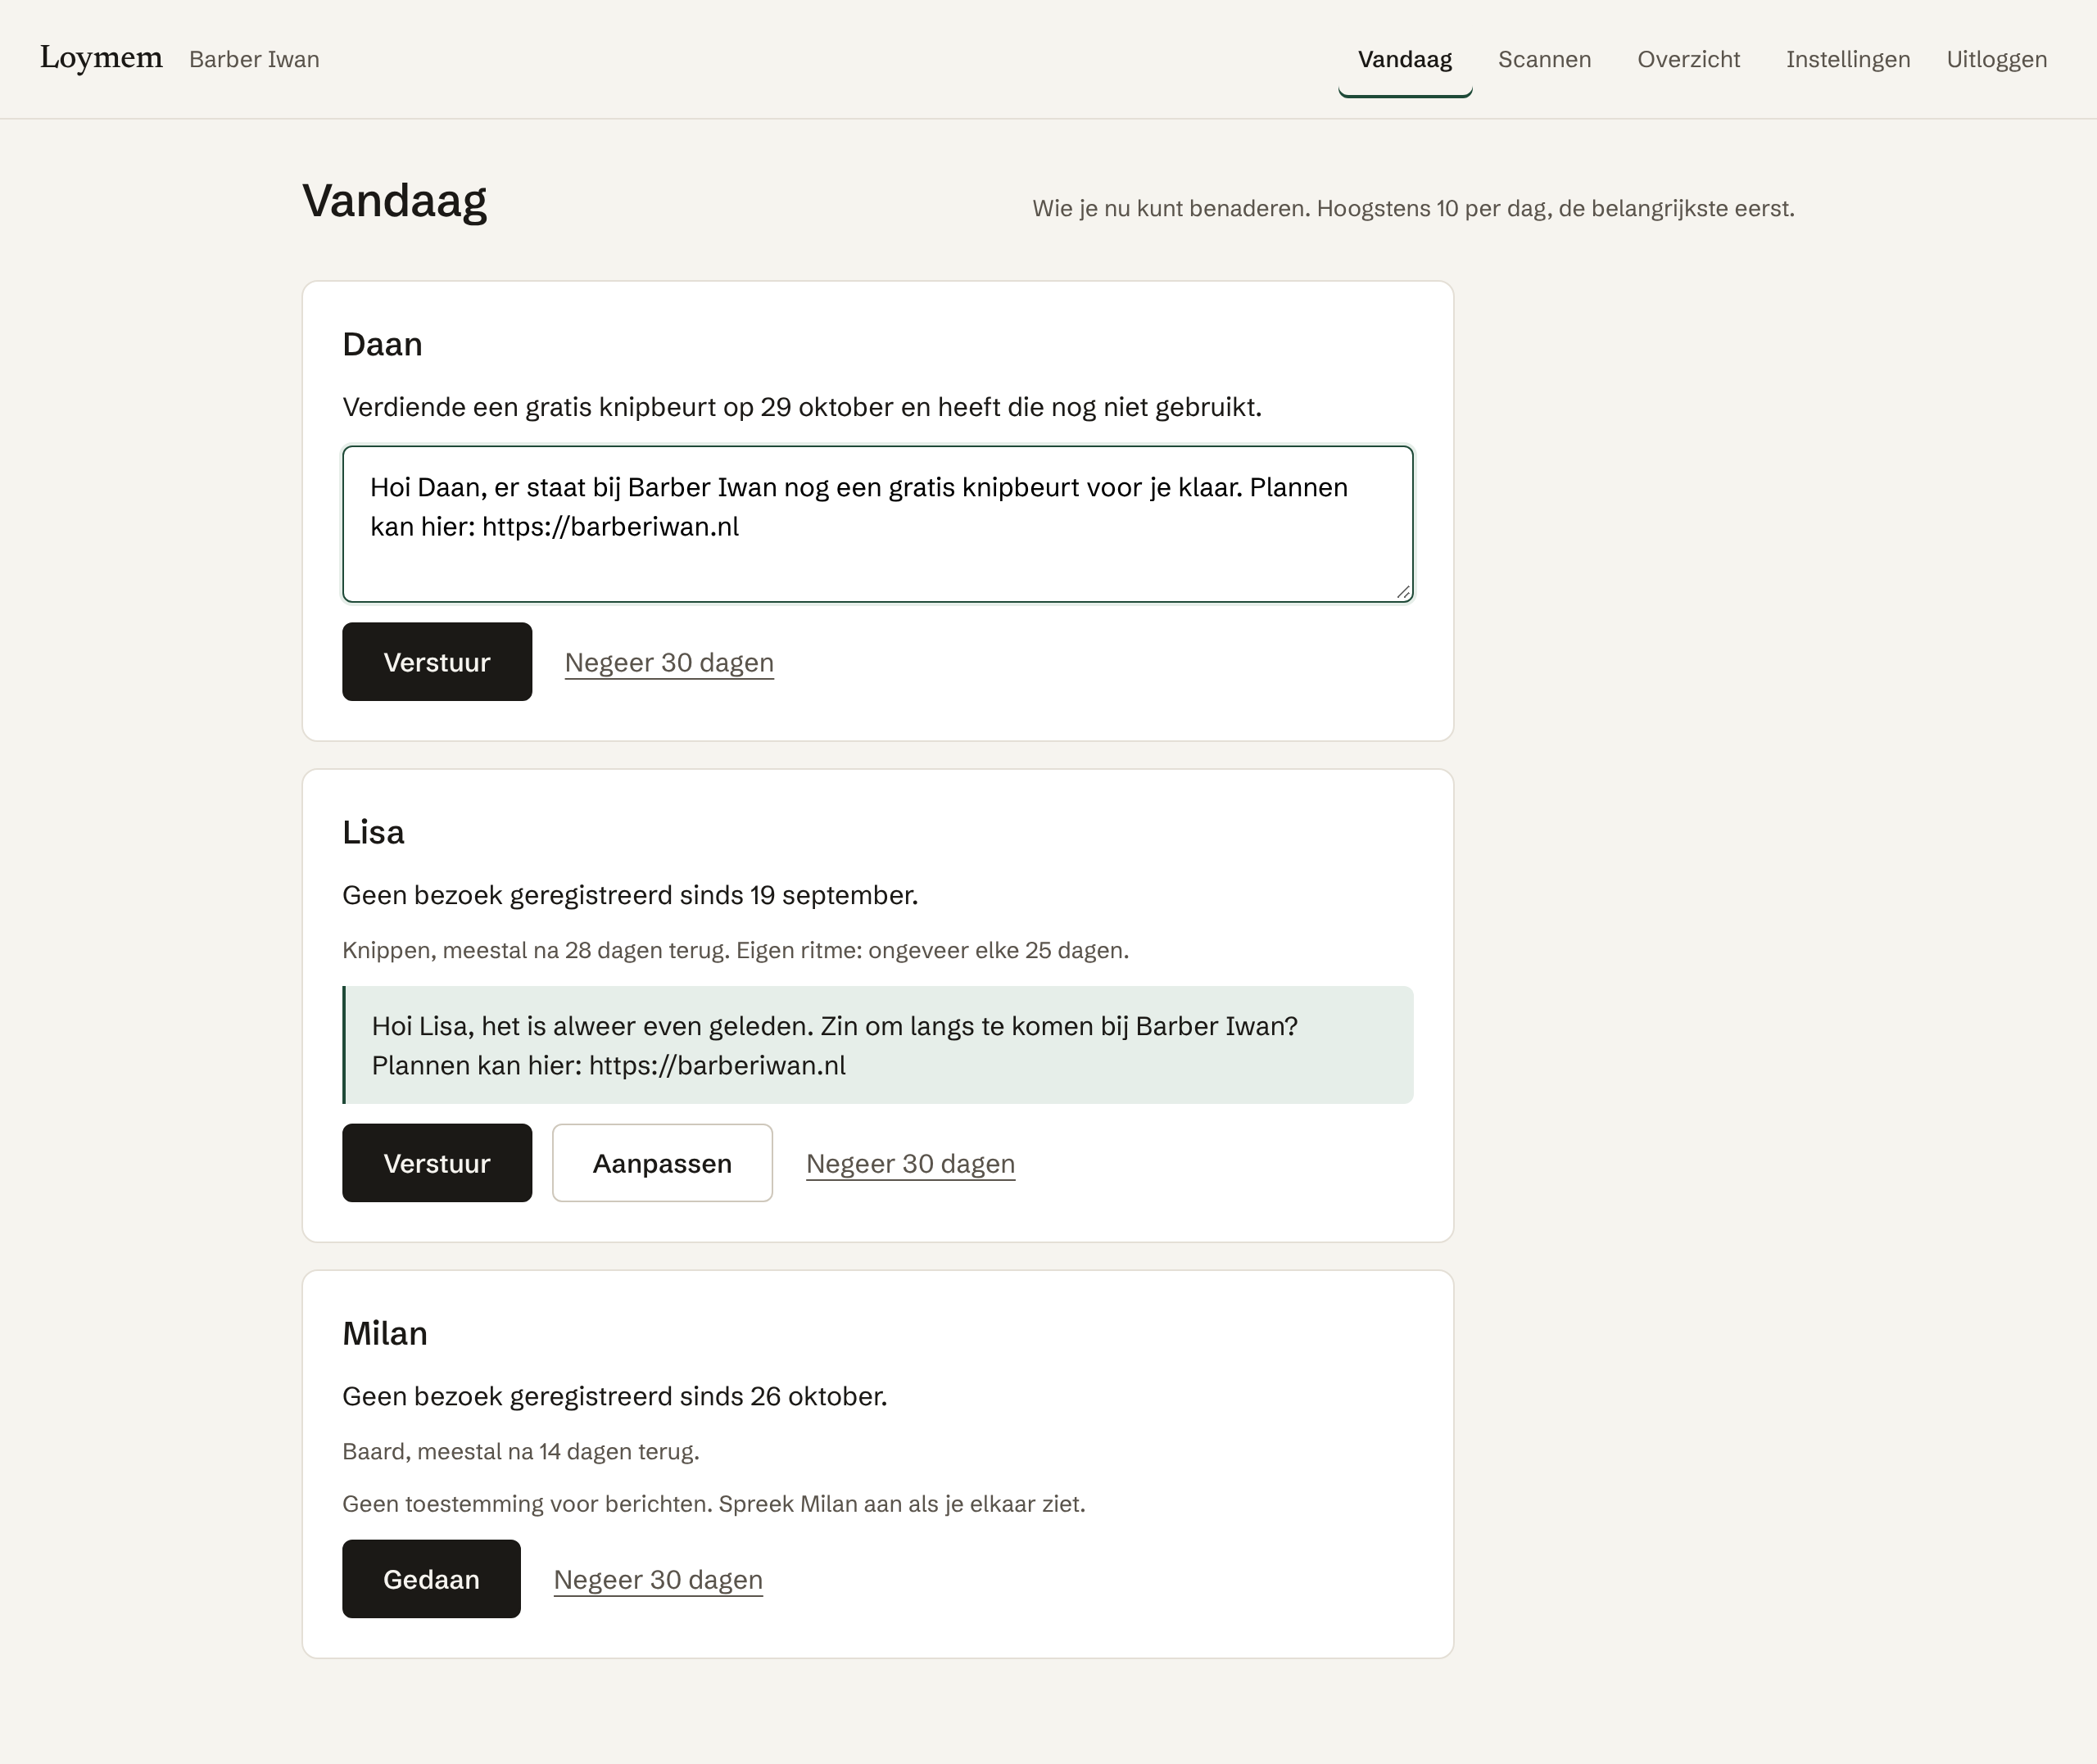 Loymem Barber Iwan Vandaag Scannen Overzicht Instellingen Uitloggen
Vandaag
Wie je nu kunt benaderen. Hoogstens 10 per dag, de belangrijkste eerst.
Daan
Verdiende een gratis knipbeurt op 29 oktober en heeft die nog niet gebruikt.
Hoi Daan, er staat bij Barber Iwan nog een gratis knipbeurt voor je klaar. Plannen
kan hier: https://barberiwan.nl
Verstuur Negeer 30 dagen
Lisa
Geen bezoek geregistreerd sinds 19 september.
Knippen, meestal na 28 dagen terug. Eigen ritme: ongeveer elke 25 dagen.
Hoi Lisa, het is alweer even geleden. Zin om langs te komen bij Barber Iwan?
Plannen kan hier: https://barberiwan.nl
Verstuur Aanpassen Negeer 30 dagen
Milan
Geen bezoek geregistreerd sinds 26 oktober.
Baard, meestal na 14 dagen terug.
Geen toestemming voor berichten. Spreek Milan aan als je elkaar ziet.
Gedaan Negeer 30 dagen